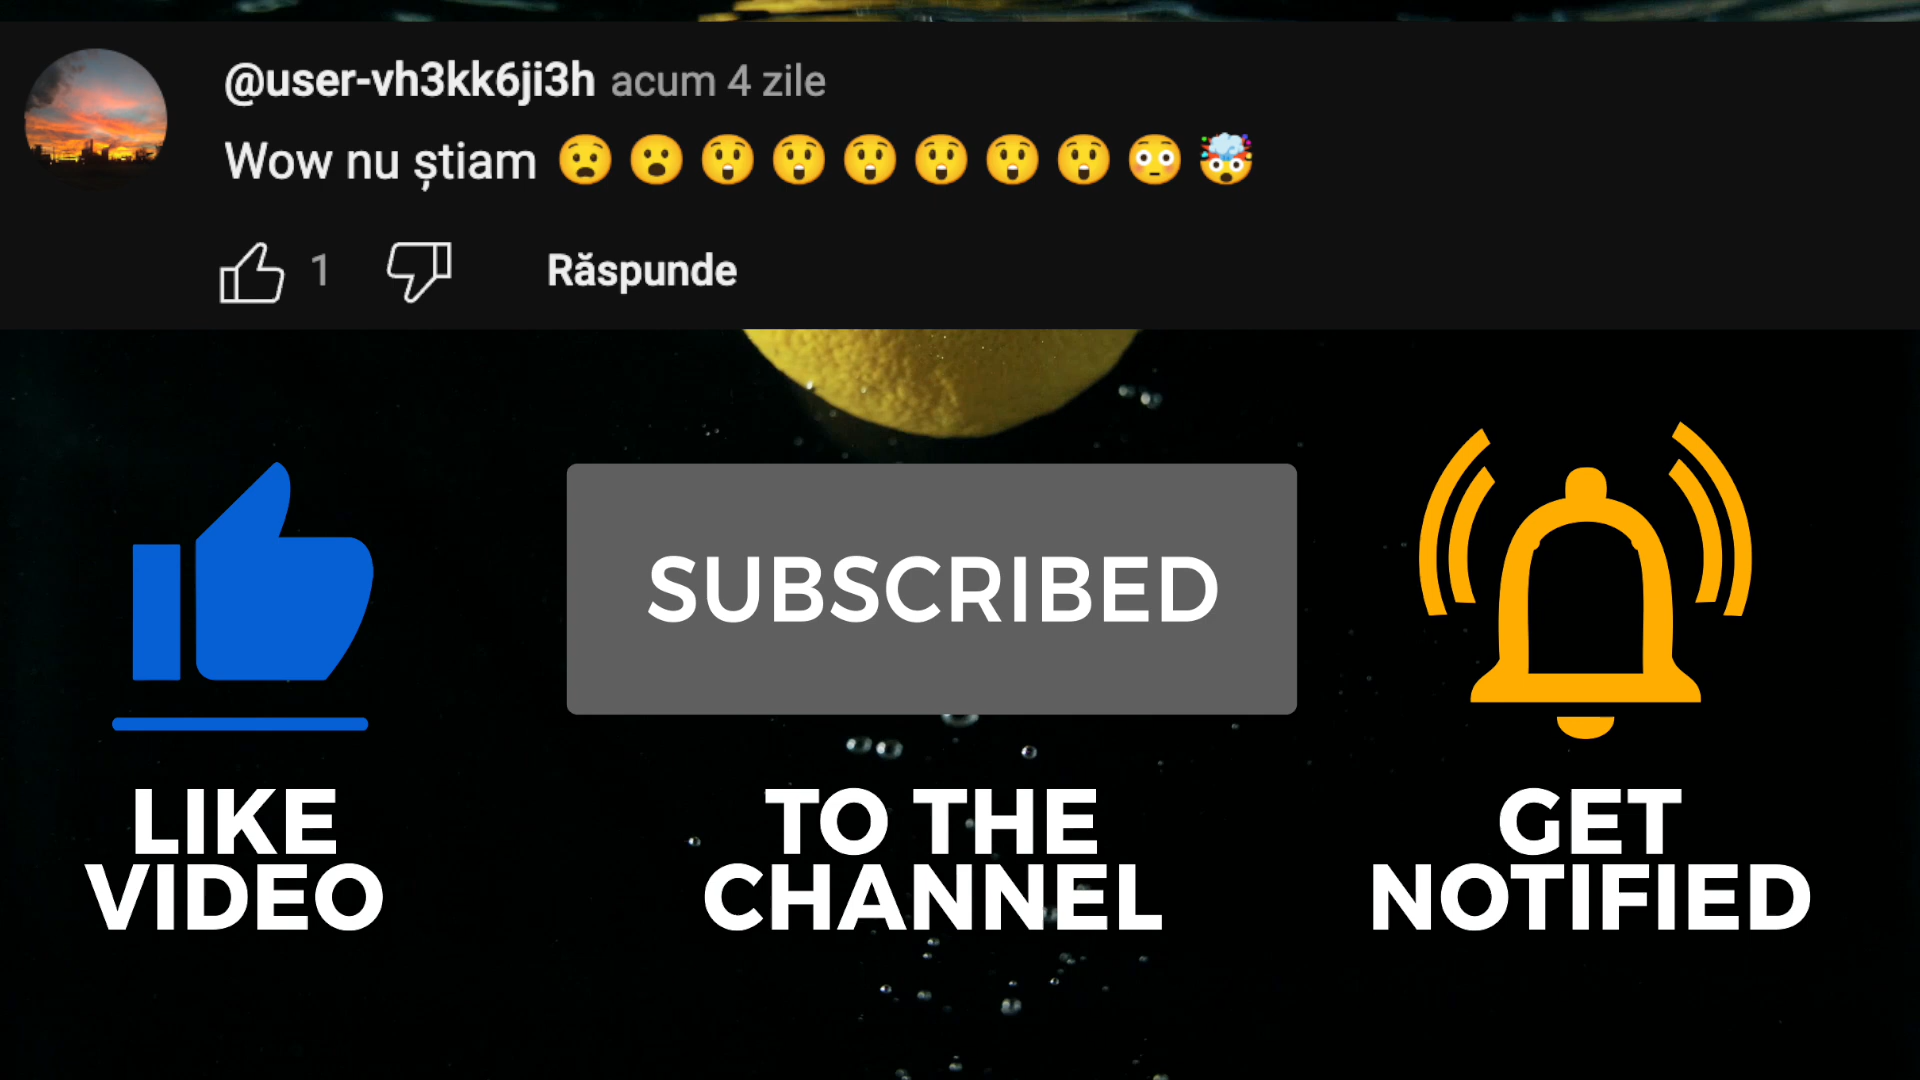 @user-vh3kk6ji3h acum 4 zile
Wow nu știam 😧 😮 😲 😲 😲 😲 😲 😲 😳 🤯
1 Răspunde
SUBSCRIBED
LIKE
VIDEO
TO THE
CHANNEL
GET
NOTIFIED